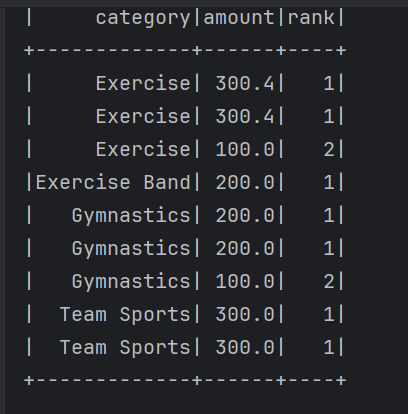 |     category|amount|rank|
+-------------+------+----+
|     Exercise| 300.4|   1|
|     Exercise| 300.4|   1|
|     Exercise| 100.0|   2|
|Exercise Band| 200.0|   1|
|   Gymnastics| 200.0|   1|
|   Gymnastics| 200.0|   1|
|   Gymnastics| 100.0|   2|
|  Team Sports| 300.0|   1|
|  Team Sports| 300.0|   1|
+-------------+------+----+